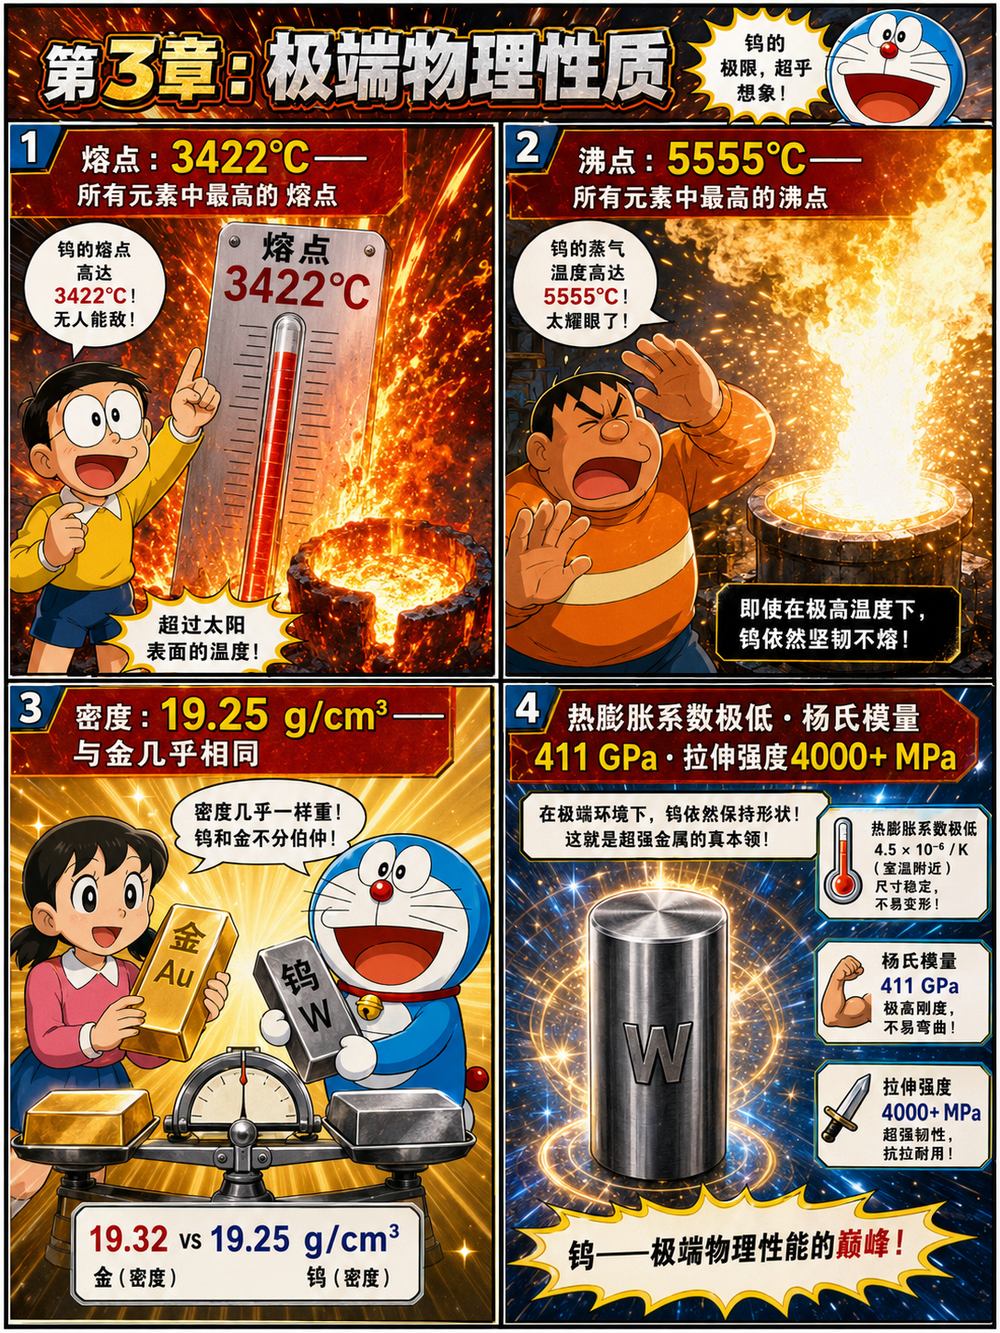 第3章：极端物理性质
钨的
极限，超乎
想象！
1
熔点：3422℃——
所有元素中最高的 熔点
钨的熔点
高达
3422℃！
无人能敌！
熔点
3422℃
超过太阳
表面的温度！
2
沸点：5555℃——
所有元素中最高的沸点
钨的蒸气
温度高达
5555℃！
太耀眼了！
即使在极高温度下，
钨依然坚韧不熔！
3
密度：19.25 g/cm³——
与金几乎相同
密度几乎一样重！
钨和金不分伯仲！
金
Au
钨
W
19.32 vs 19.25 g/cm³
金（密度） 钨（密度）
4
热膨胀系数极低·杨氏模量
411 GPa·拉伸强度4000+ MPa
在极端环境下，钨依然保持形状！
这就是超强金属的真本领！
热膨胀系数极低
4.5 × 10⁻⁶ / K
（室温附近）
尺寸稳定，
不易变形！
W
杨氏模量
411 GPa
极高刚度，
不易弯曲！
拉伸强度
4000+ MPa
超强韧性，
抗拉耐用！
钨——极端物理性能的巅峰！